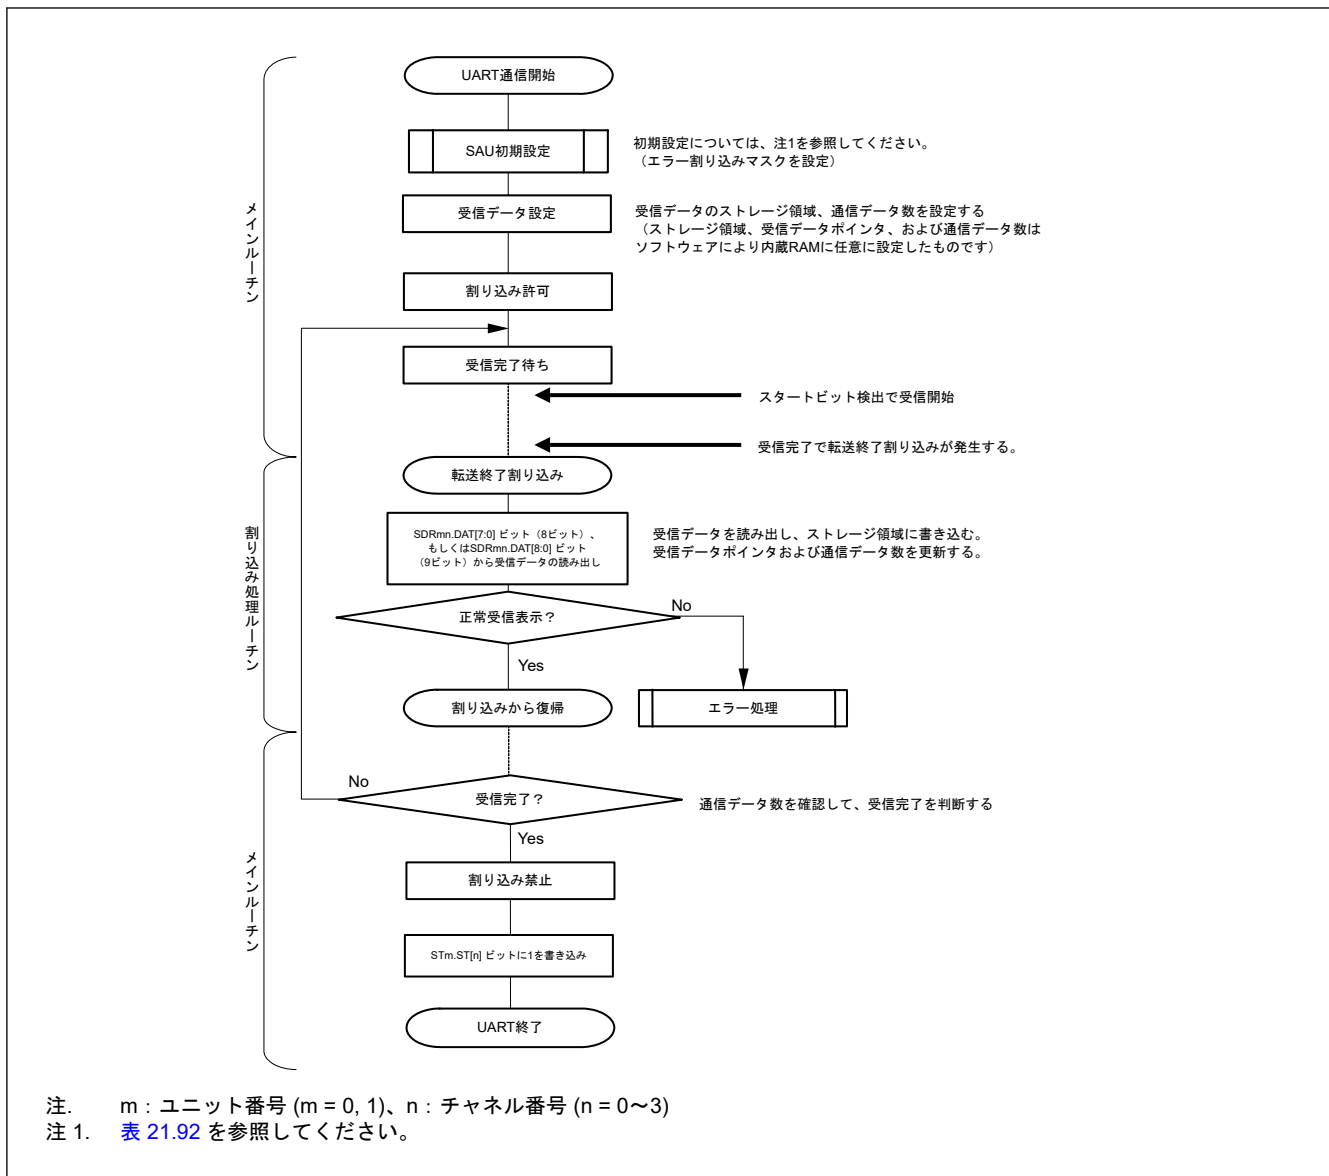 UART通信開始
SAU初期設定
初期設定については、注1を参照してください。
（エラー割り込みマスクを設定）
メインルーチン
受信データ設定
受信データのストレージ領域、通信データ数を設定する
（ストレージ領域、受信データポインタ、および通信データ数は
ソフトウェアにより内蔵RAMに任意に設定したものです）
割り込み許可
受信完了待ち
スタートビット検出で受信開始
受信完了で転送終了割り込みが発生する。
転送終了割り込み
割り込み処理ルーチン
SDRmn.DAT[7:0] ビット（8ビット）、
もしくはSDRmn.DAT[8:0] ビット
（9ビット）から受信データの読み出し
受信データを読み出し、ストレージ領域に書き込む。
受信データポインタおよび通信データ数を更新する。
正常受信表示？
No
Yes
割り込みから復帰
エラー処理
No
受信完了？
通信データ数を確認して、受信完了を判断する
Yes
メインルーチン
割り込み禁止
STm.ST[n] ビットに1を書き込み
UART終了
注. m：ユニット番号 (m = 0, 1)、n：チャネル番号 (n = 0～3)
注 1. 表 21.92 を参照してください。